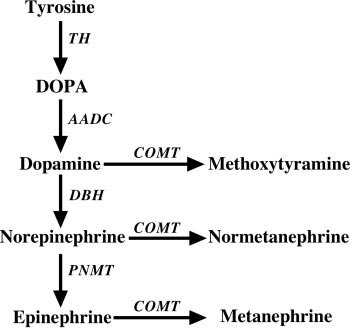 Tyrosine
TH
DOPA
AADC
Dopamine COMT Methoxytyramine
DBH
Norepinephrine COMT Normetanephrine
PNMT
Epinephrine COMT Metanephrine